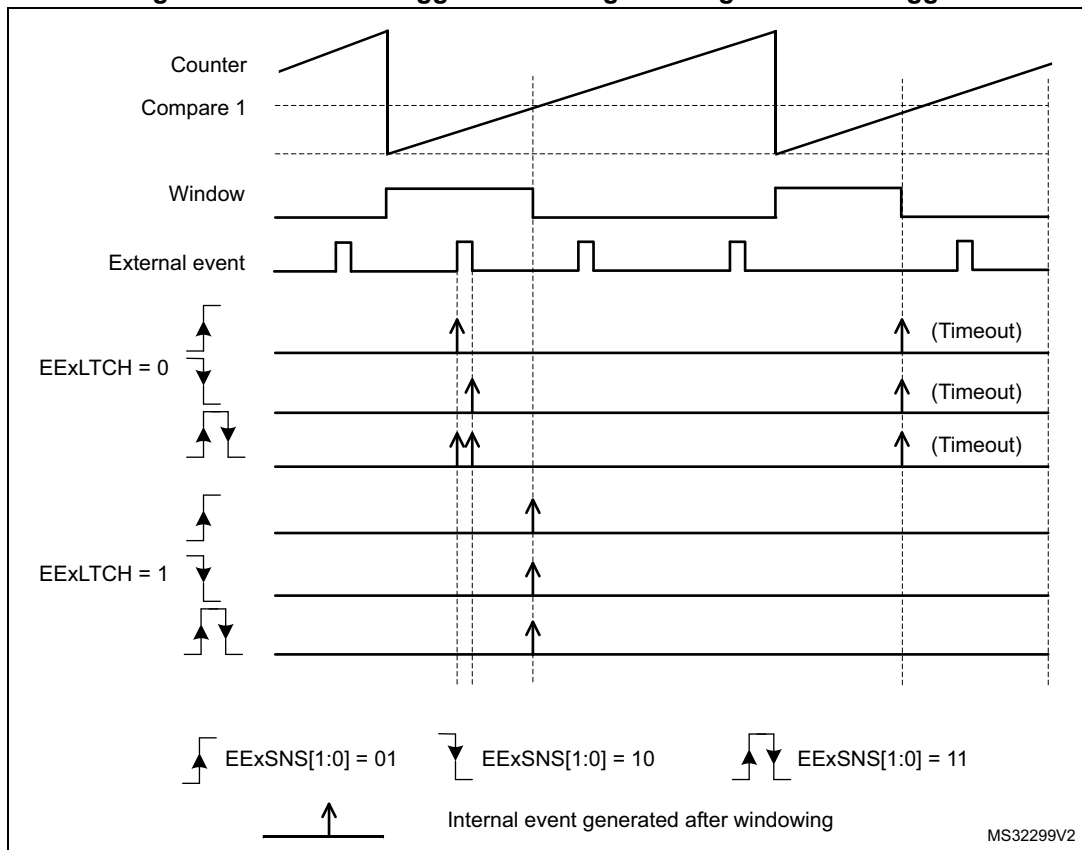 Counter
Compare 1
Window
External event
(Timeout)
EExLTCH = 0
(Timeout)
(Timeout)
EExLTCH = 1
EExSNS[1:0] = 01 EExSNS[1:0] = 10 EExSNS[1:0] = 11
Internal event generated after windowing
MS32299V2